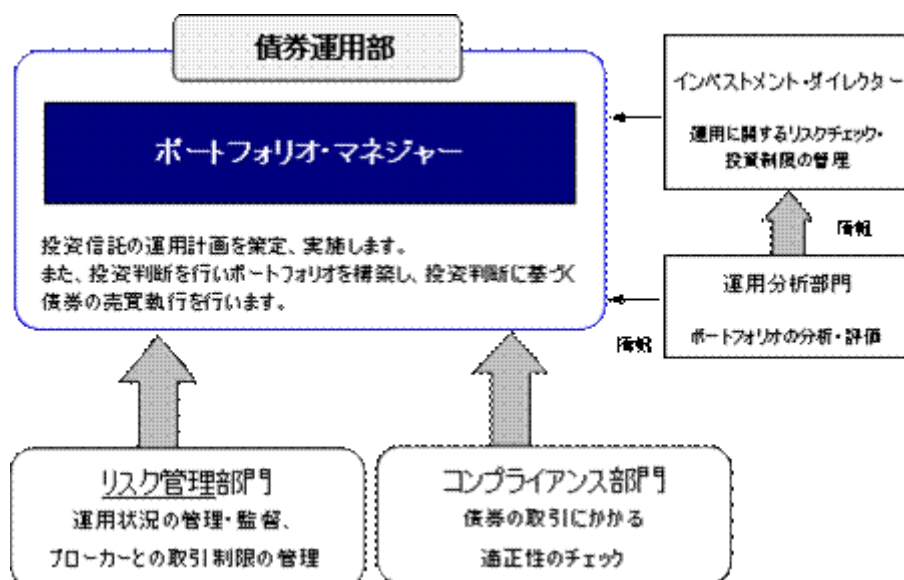 債券運用部
ポートフォリオ・マネジャー
投資信託の運用計画を策定、実施します。
また、投資判断を行いポートフォリオを構築し、投資判断に基づく
債券の売買執行を行います。
インベストメント・ダイレクター
運用に関するリスクチェック・
投資制限の管理
情報
運用分析部門
ポートフォリオの分析・評価
情報
リスク管理部門
運用状況の管理・監督、
ブローカーとの取引制限の管理
コンプライアンス部門
債券の取引にかかる
適正性のチェック